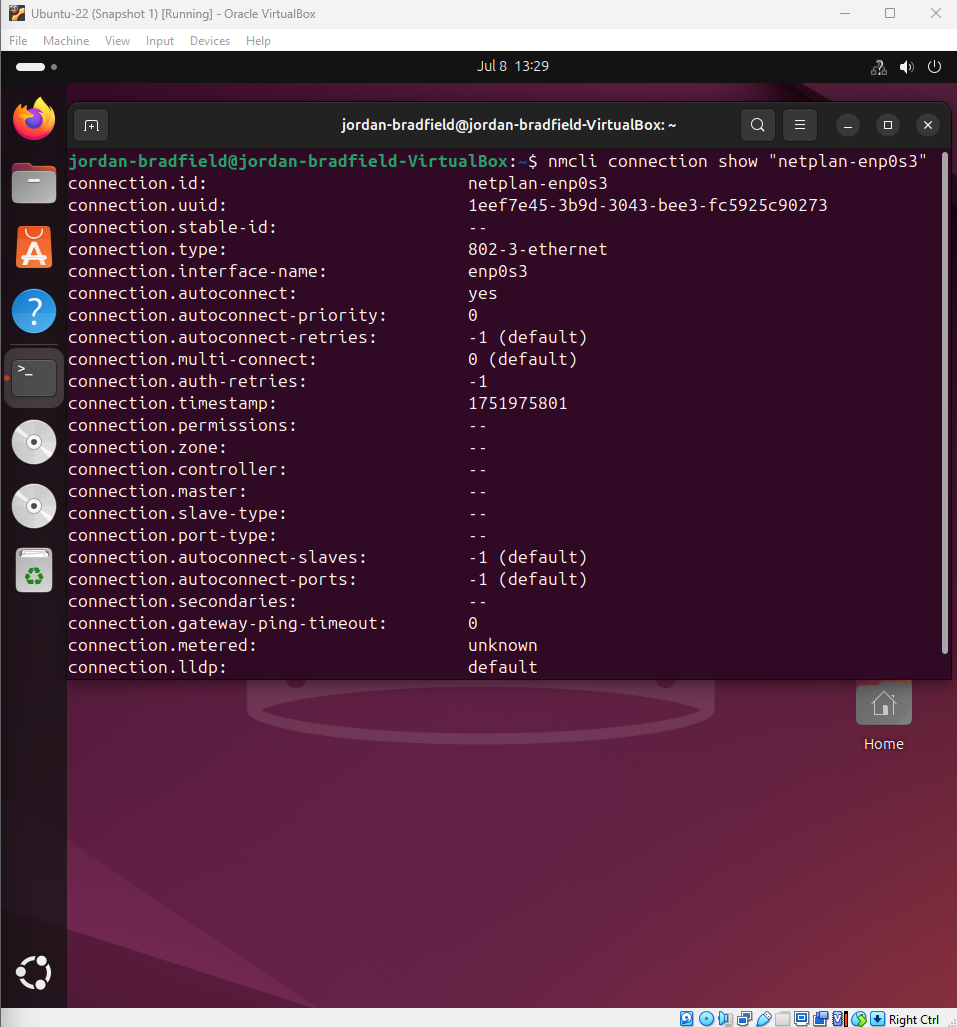 Ubuntu-22 (Snapshot 1) [Running] - Oracle VirtualBox
File Machine View Input Devices Help
Jul 8 13:29
jordan-bradfield@jordan-bradfield-VirtualBox: ~
jordan-bradfield@jordan-bradfield-VirtualBox:~$ nmcli connection show "netplan-enp0s3"
connection.id: netplan-enp0s3
connection.uuid: 1eef7e45-3b9d-3043-bee3-fc5925c90273
connection.stable-id: --
connection.type: 802-3-ethernet
connection.interface-name: enp0s3
connection.autoconnect: yes
connection.autoconnect-priority: 0
connection.autoconnect-retries: -1 (default)
connection.multi-connect: 0 (default)
connection.auth-retries: -1
connection.timestamp: 1751975801
connection.permissions: --
connection.zone: --
connection.controller: --
connection.master: --
connection.slave-type: --
connection.port-type: --
connection.autoconnect-slaves: -1 (default)
connection.autoconnect-ports: -1 (default)
connection.secondaries: --
connection.gateway-ping-timeout: 0
connection.metered: unknown
connection.lldp: default
Home
Right Ctrl